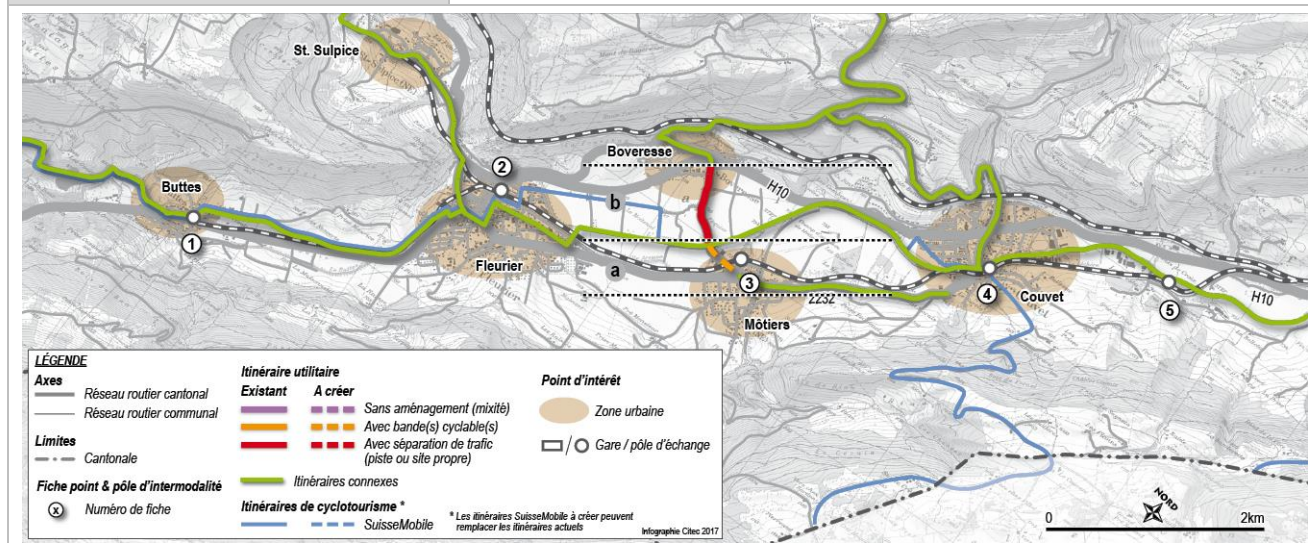 St. Sulpice
Boveresse
2
Buttes
b
H10
1
Fleurier
a
3
4
Couvet
5
H10
2232
Môtiers
LÉGENDE
Axes
Réseau routier cantonal
Réseau routier communal
Limites
Cantonale
Fiche point & pôle d'intermodalité
x Numéro de fiche
Itinéraire utilitaire
Existant A créer
Sans aménagement (mixité)
Avec bande(s) cyclable(s)
Avec séparation de trafic
(piste ou site propre)
Itinéraires connexes
Itinéraires de cyclotourisme *
SuisseMobile
* Les itinéraires SuisseMobile à créer peuvent
remplacer les itinéraires actuels
Point d'intérêt
Zone urbaine
/ Gare / pôle d'échange
Infographie Citec 2017
NORD
0 2km